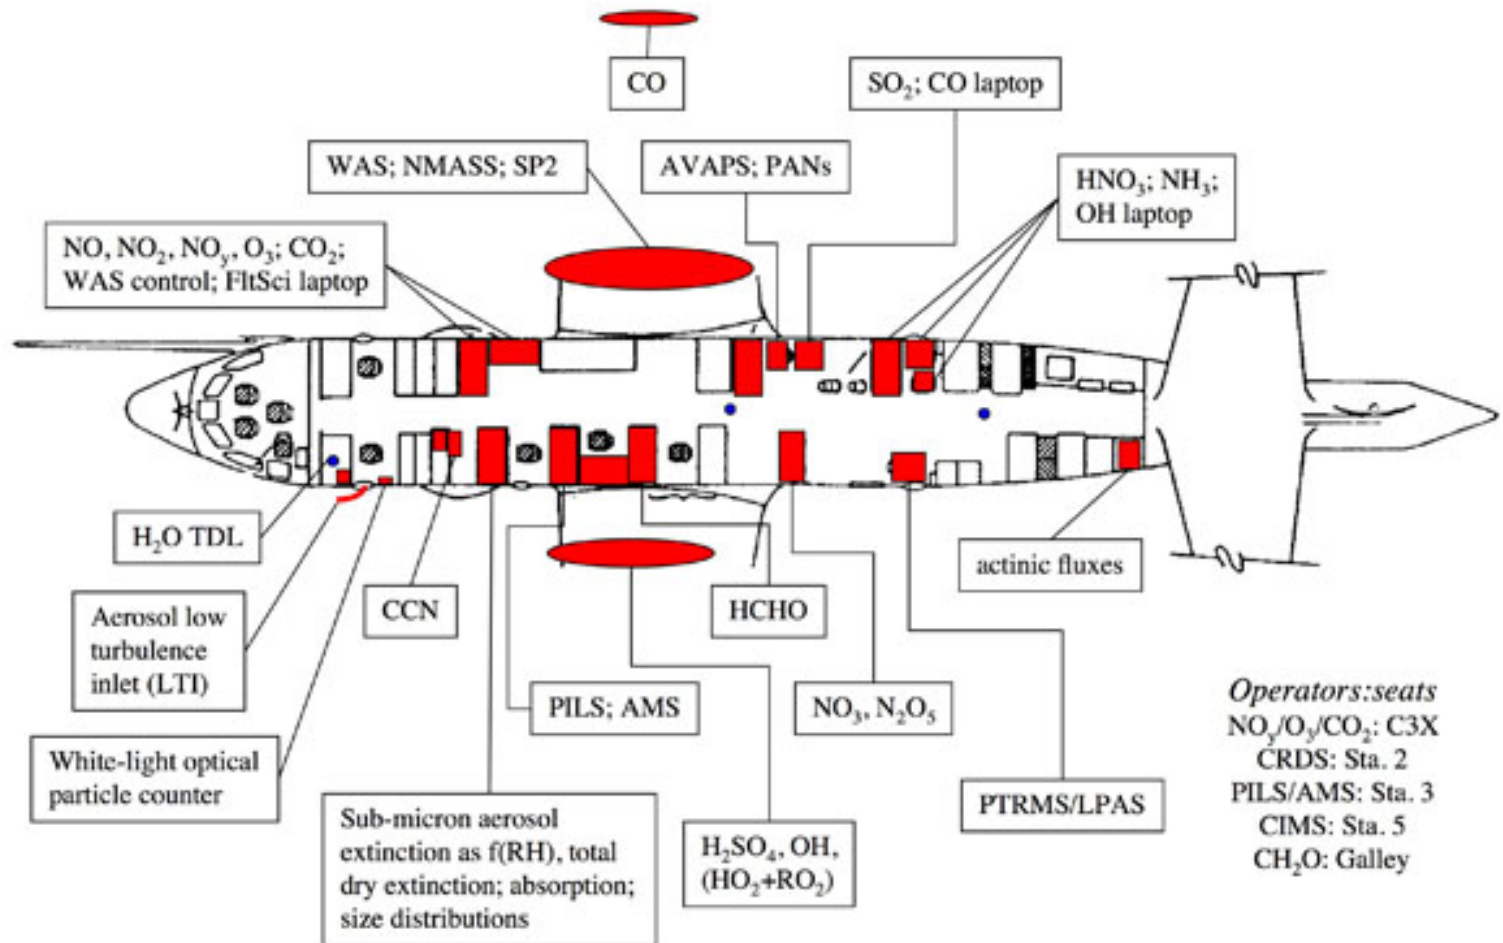 CO
SO₂; CO laptop
WAS; NMASS; SP2
AVAPS; PANs
HNO₃; NH₃;
OH laptop
NO, NO₂, NOᵧ, O₃; CO₂;
WAS control; FltSci laptop
H₂O TDL
CCN
HCHO
actinic fluxes
Aerosol low
turbulence
inlet (LTI)
PILS; AMS
NO₃, N₂O₅
White-light optical
particle counter
Sub-micron aerosol
extinction as f(RH), total
dry extinction; absorption;
size distributions
H₂SO₄, OH,
(HO₂+RO₂)
PTRMS/LPAS
Operators:seats
NOᵧ/O₃/CO₂: C3X
CRDS: Sta. 2
PILS/AMS: Sta. 3
CIMS: Sta. 5
CH₂O: Galley